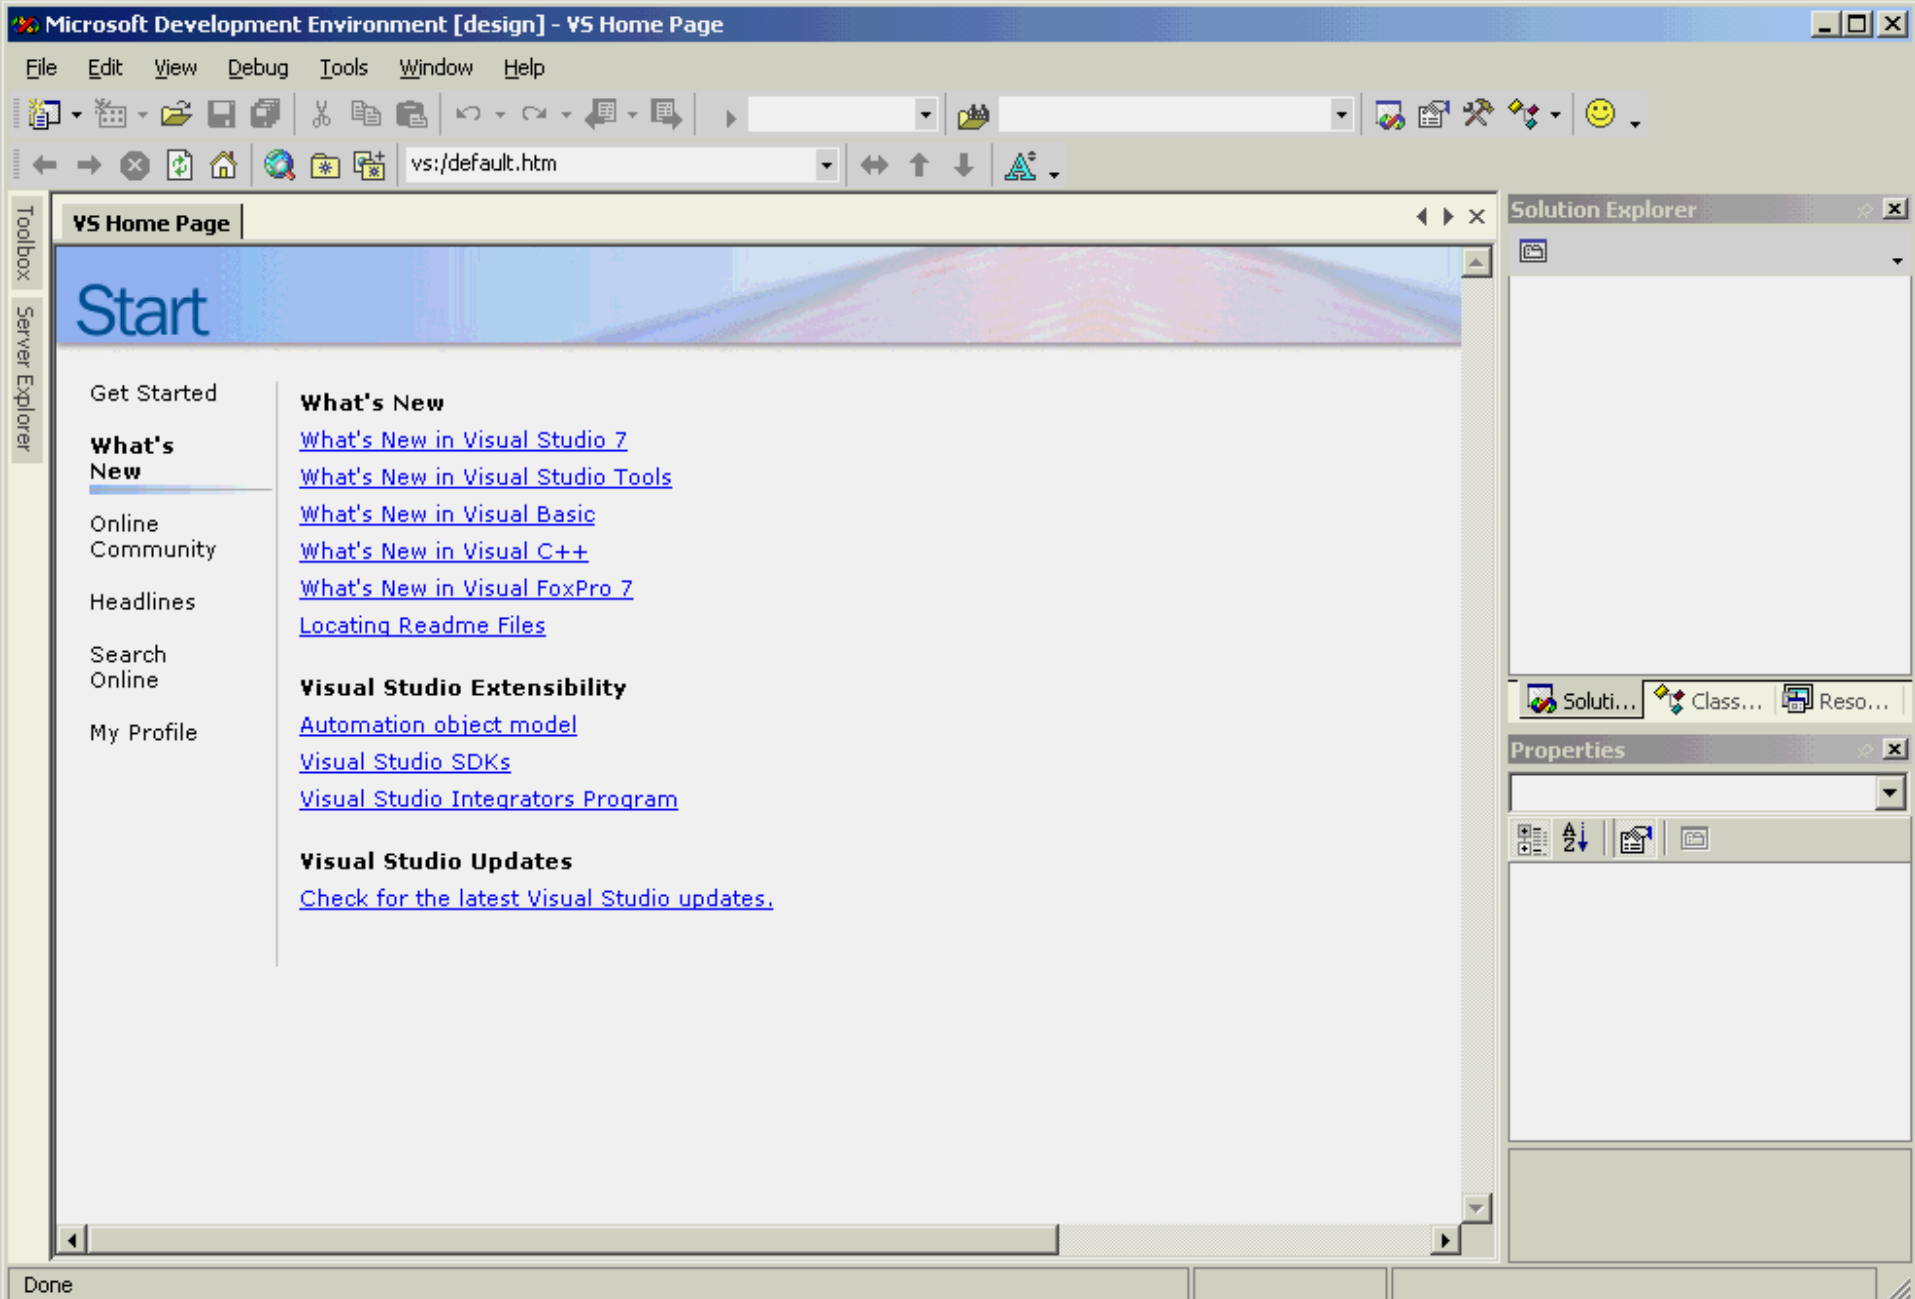 Microsoft Development Environment [design] - VS Home Page
File Edit View Debug Tools Window Help
vs:/default.htm
Toolbox
Server Explorer
VS Home Page
Start
Get Started
What's
New
Online
Community
Headlines
Search
Online
My Profile
What's New
What's New in Visual Studio 7
What's New in Visual Studio Tools
What's New in Visual Basic
What's New in Visual C++
What's New in Visual FoxPro 7
Locating Readme Files
Visual Studio Extensibility
Automation object model
Visual Studio SDKs
Visual Studio Integrators Program
Visual Studio Updates
Check for the latest Visual Studio updates.
Solution Explorer
Soluti... Class... Reso...
Properties
Done